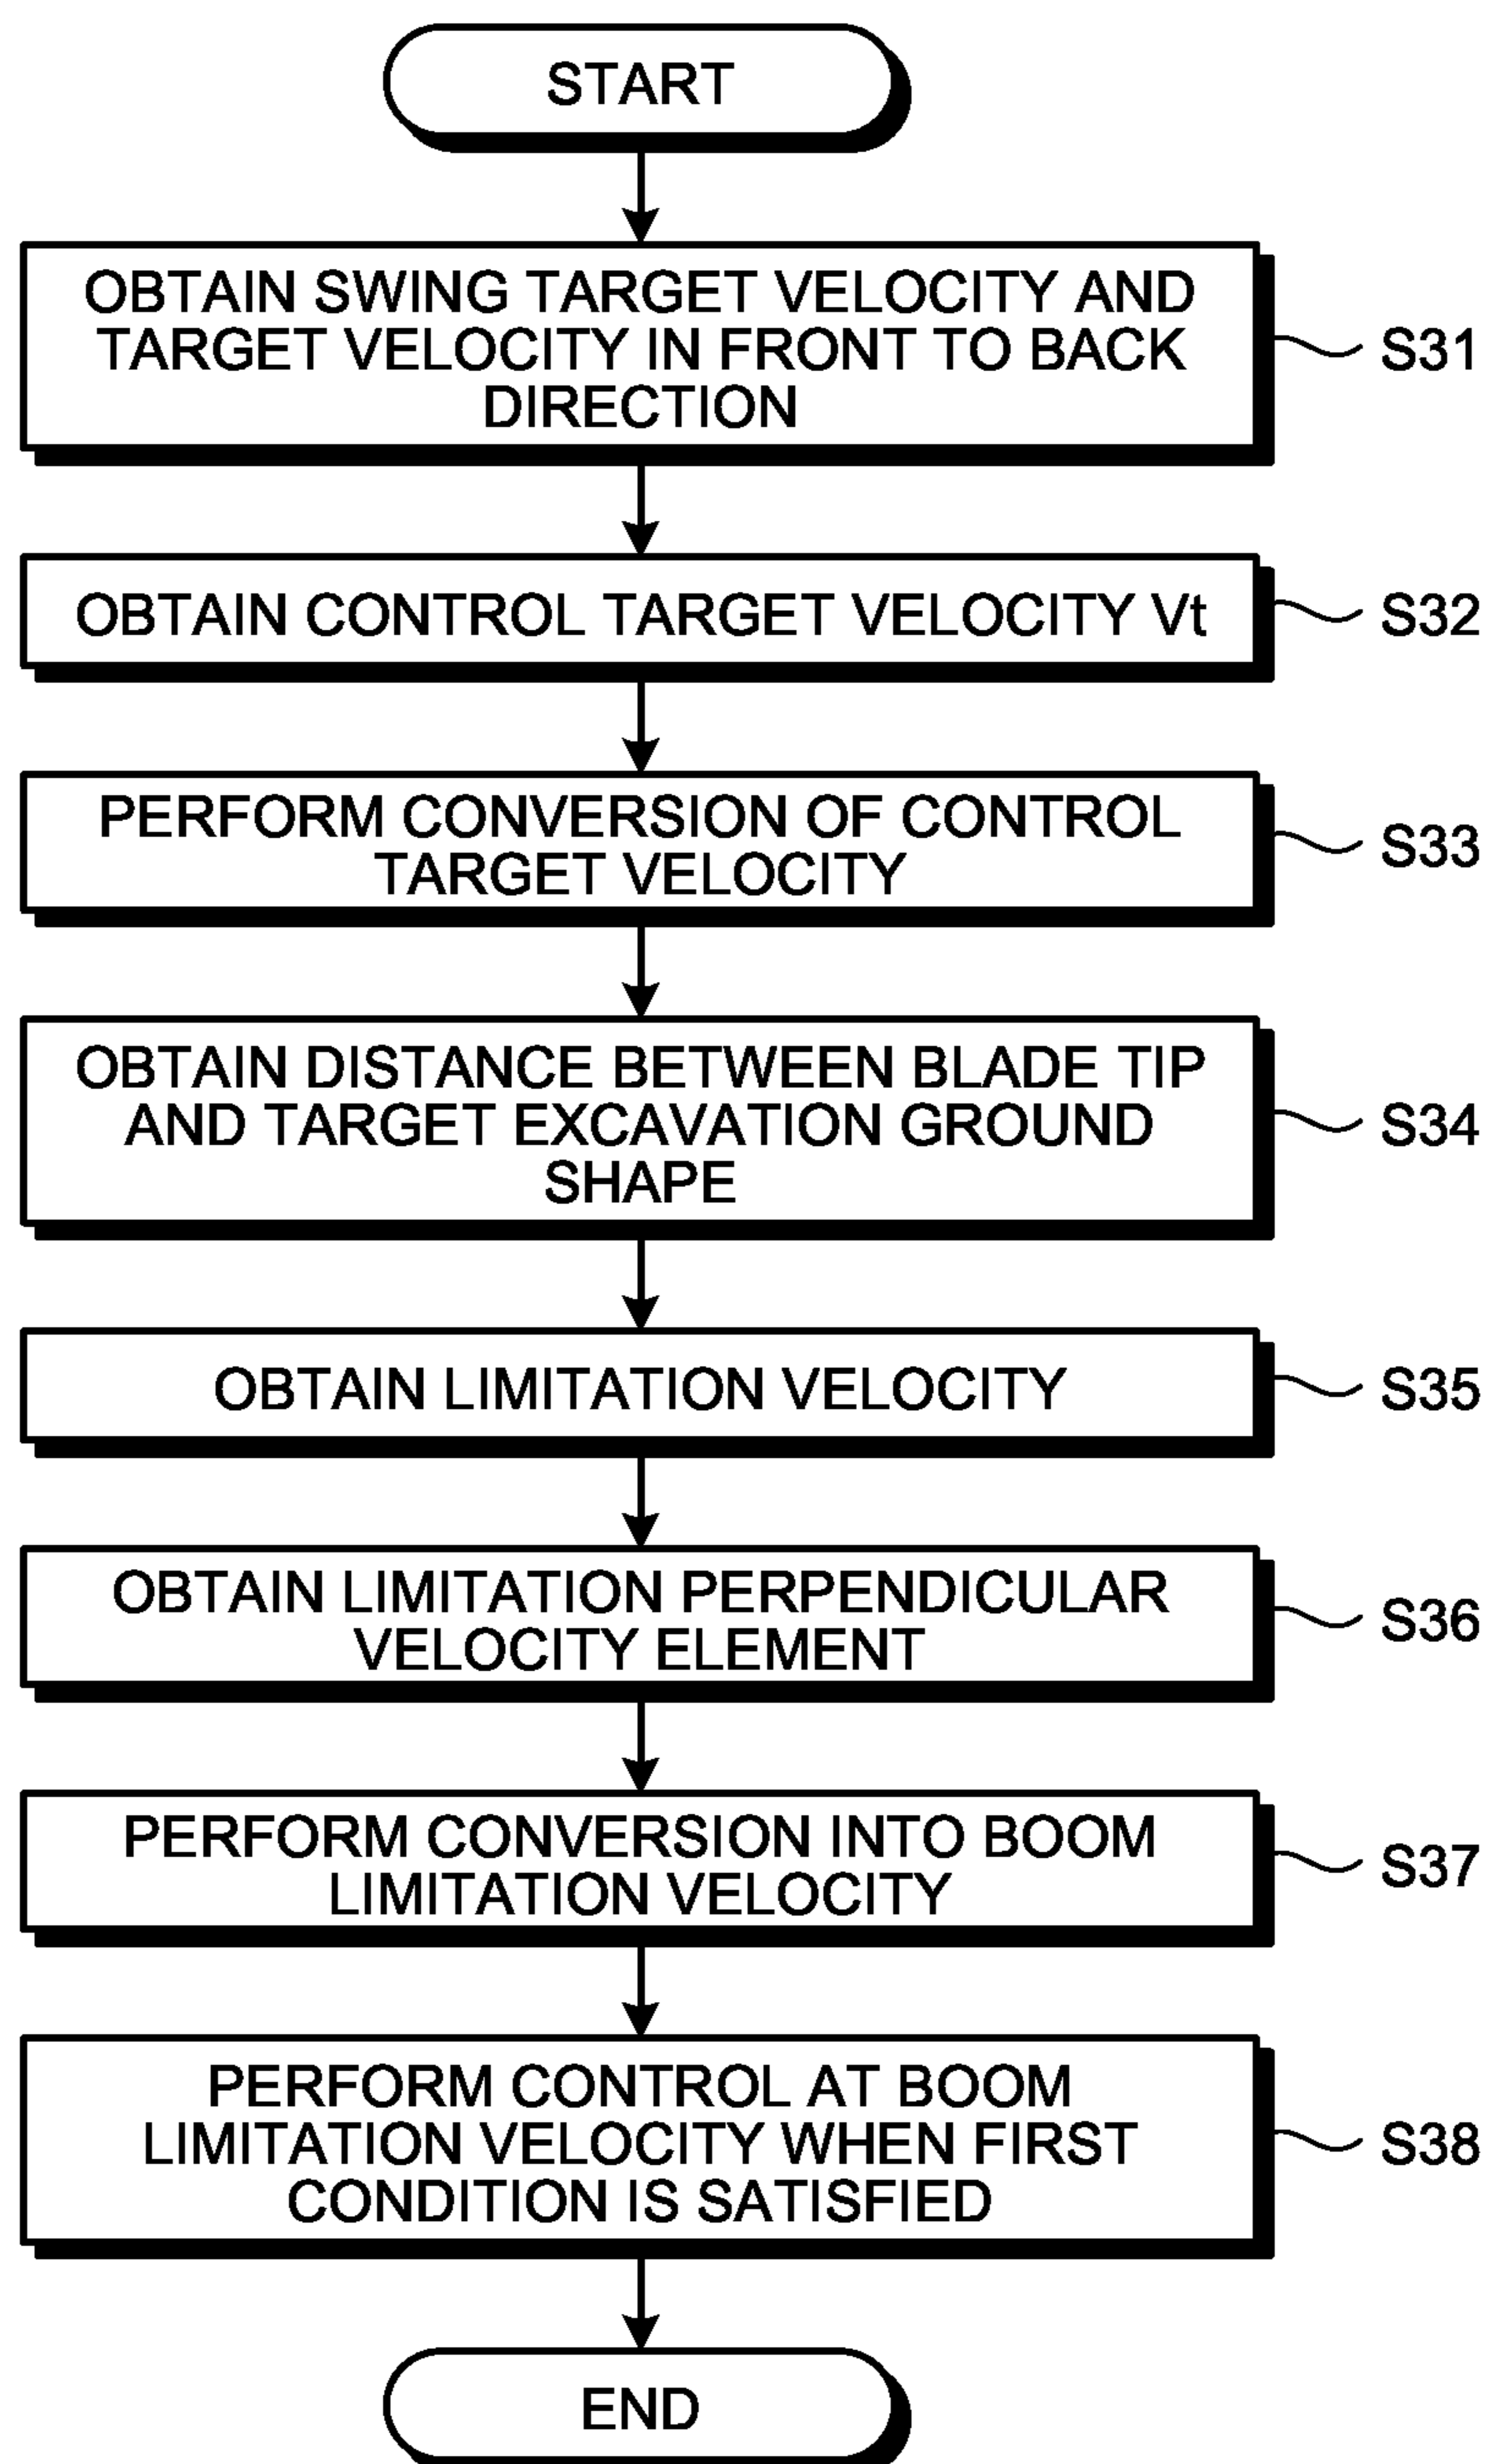 START
OBTAIN SWING TARGET VELOCITY AND
TARGET VELOCITY IN FRONT TO BACK
DIRECTION
S31
OBTAIN CONTROL TARGET VELOCITY Vt
S32
PERFORM CONVERSION OF CONTROL
TARGET VELOCITY
S33
OBTAIN DISTANCE BETWEEN BLADE TIP
AND TARGET EXCAVATION GROUND
SHAPE
S34
OBTAIN LIMITATION VELOCITY
S35
OBTAIN LIMITATION PERPENDICULAR
VELOCITY ELEMENT
S36
PERFORM CONVERSION INTO BOOM
LIMITATION VELOCITY
S37
PERFORM CONTROL AT BOOM
LIMITATION VELOCITY WHEN FIRST
CONDITION IS SATISFIED
S38
END